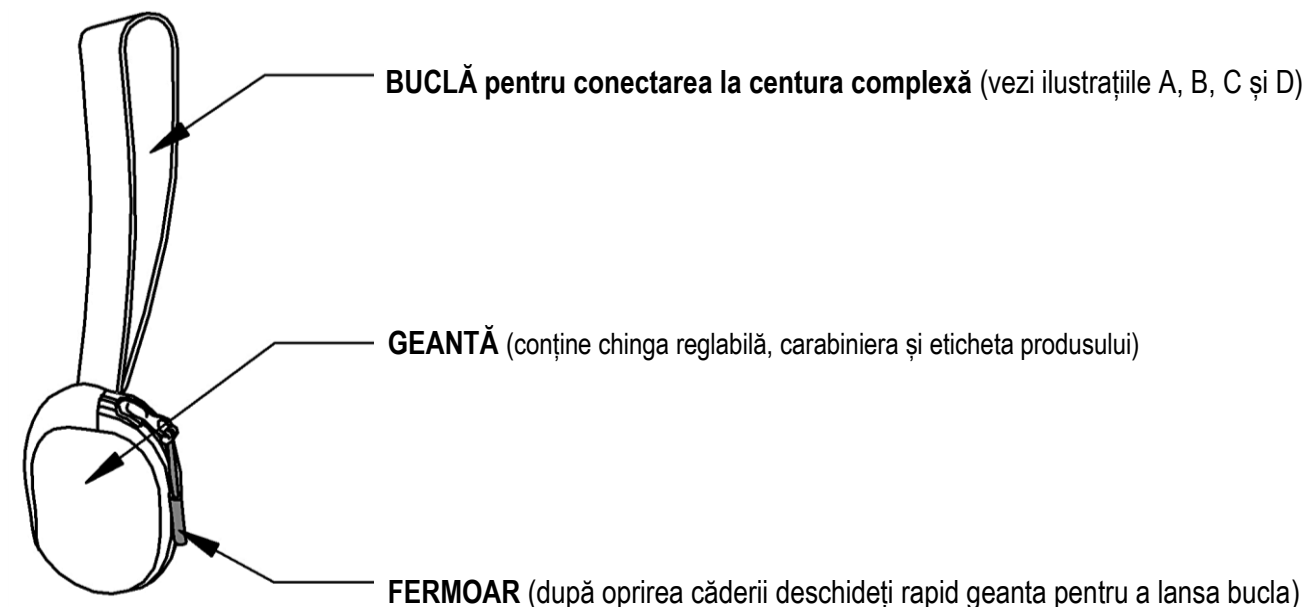 BUCLĂ pentru conectarea la centura complexă (vezi ilustrațiile A, B, C și D)
GEANTĂ (conține chinga reglabilă, carabiniera și eticheta produsului)
FERMOAR (după oprirea căderii deschideți rapid geanta pentru a lansa bucla)